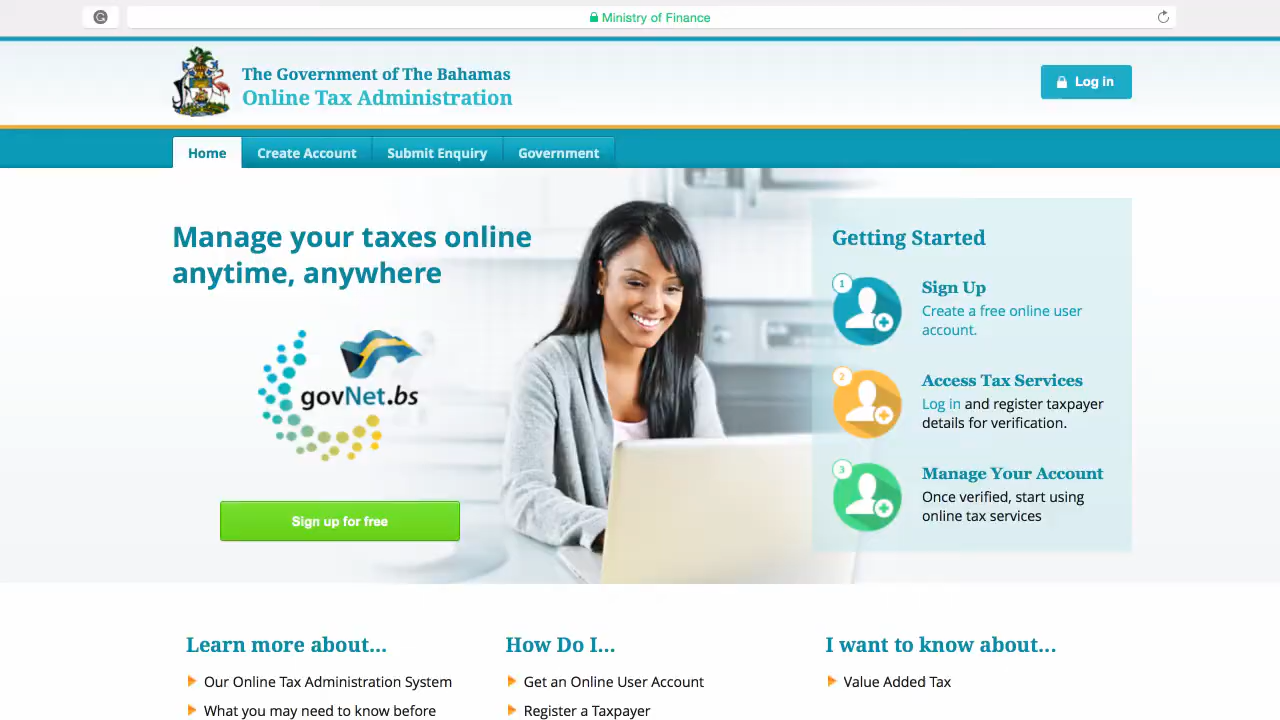 Ministry of Finance
The Government of The Bahamas
Online Tax Administration
Log in
Home
Create Account
Submit Enquiry
Government
Manage your taxes online
anytime, anywhere
govNet.bs
Sign up for free
Getting Started
1
Sign Up
Create a free online user
account.
2
Access Tax Services
Log in and register taxpayer
details for verification.
3
Manage Your Account
Once verified, start using
online tax services
Learn more about...
Our Online Tax Administration System
What you may need to know before
How Do I...
Get an Online User Account
Register a Taxpayer
I want to know about...
Value Added Tax